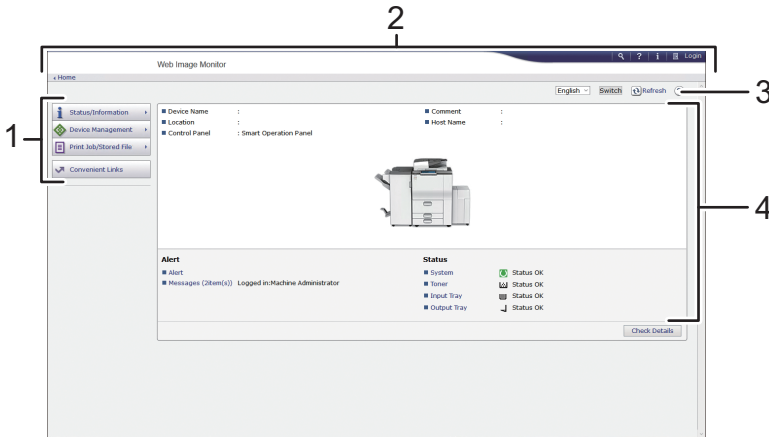 2
Web Image Monitor
? i Login
Home
English Switch Refresh ?
3
1
Status/Information
Device Management
Print Job/Stored File
Convenient Links
Device Name :
Location :
Control Panel : Smart Operation Panel
Comment :
Host Name :
4
Alert
Alert
Messages (2item(s)) Logged in:Machine Administrator
Status
System Status OK
Toner Status OK
Input Tray Status OK
Output Tray Status OK
Check Details